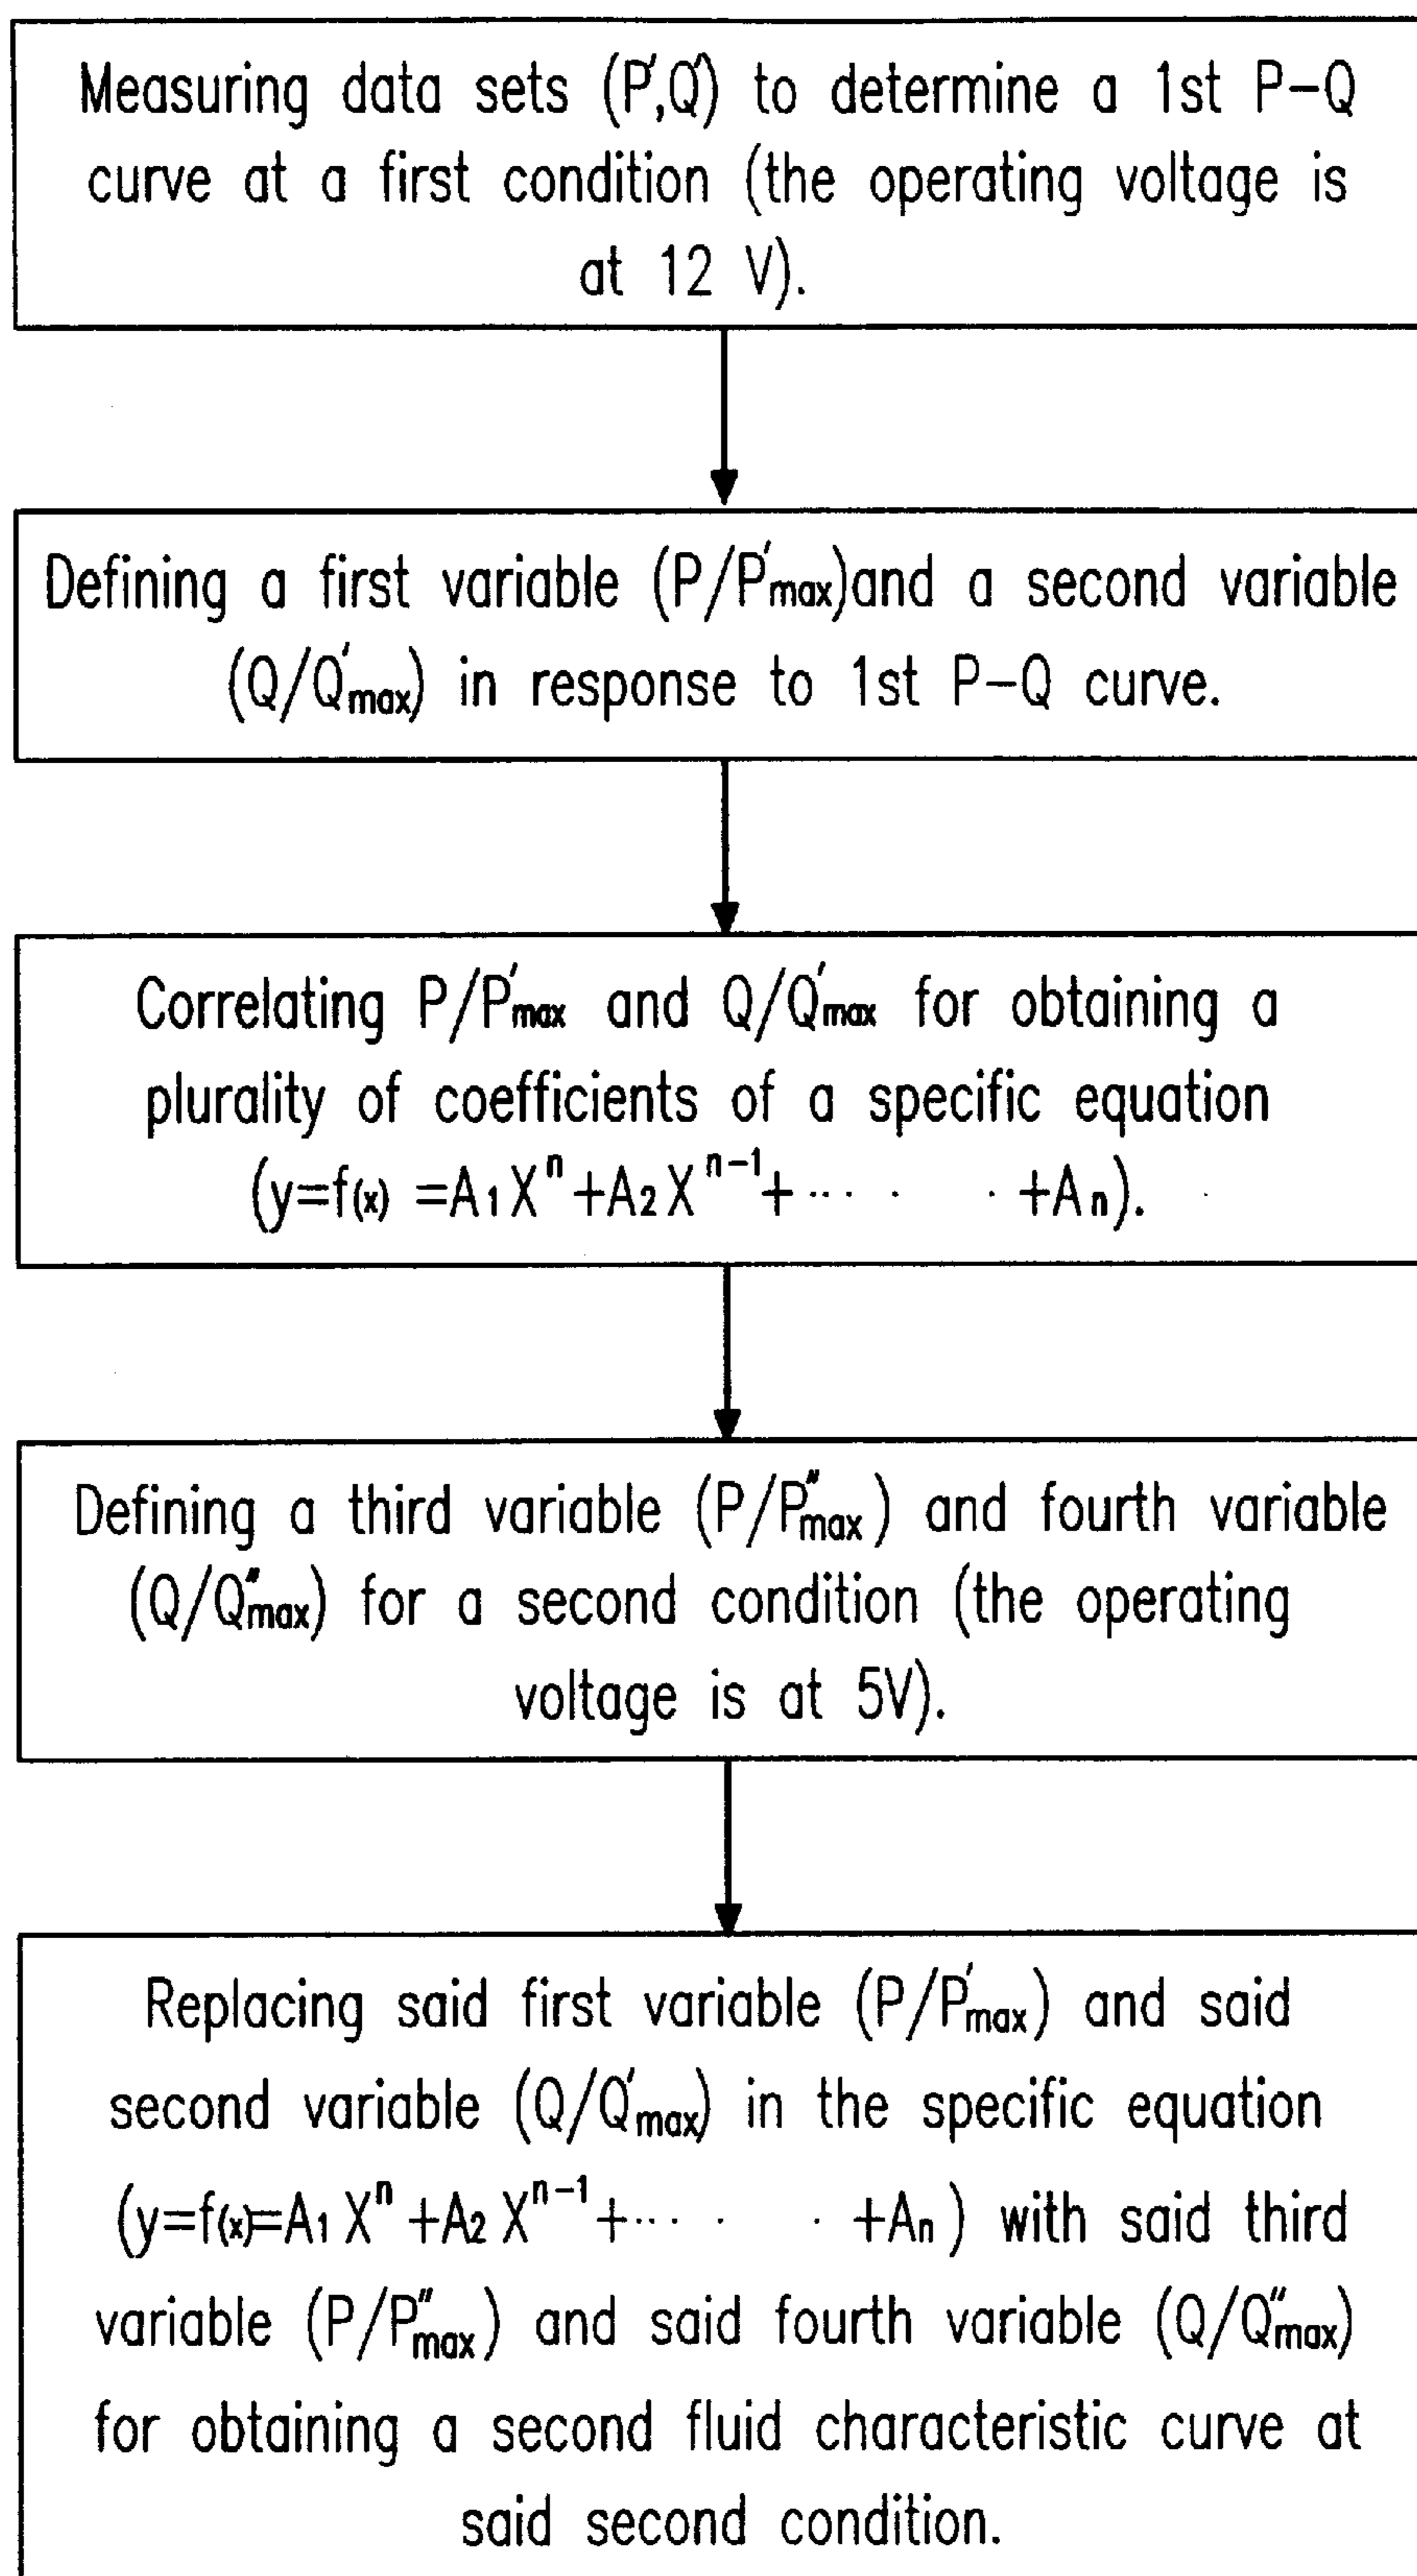 Measuring data sets (P',Q') to determine a 1st P-Q
curve at a first condition (the operating voltage is
at 12 V).
Defining a first variable (P/P'max)and a second variable
(Q/Q'max) in response to 1st P-Q curve.
Correlating P/P'max and Q/Q'max for obtaining a
plurality of coefficients of a specific equation
(y=f(x) =A1X^n+A2X^n-1+··· · · +An).
Defining a third variable (P/P"max) and fourth variable
(Q/Q"max) for a second condition (the operating
voltage is at 5V).
Replacing said first variable (P/P'max) and said
second variable (Q/Q'max) in the specific equation
(y=f(x)=A1X^n+A2X^n-1+··· · · +An) with said third
variable (P/P"max) and said fourth variable (Q/Q"max)
for obtaining a second fluid characteristic curve at
said second condition.